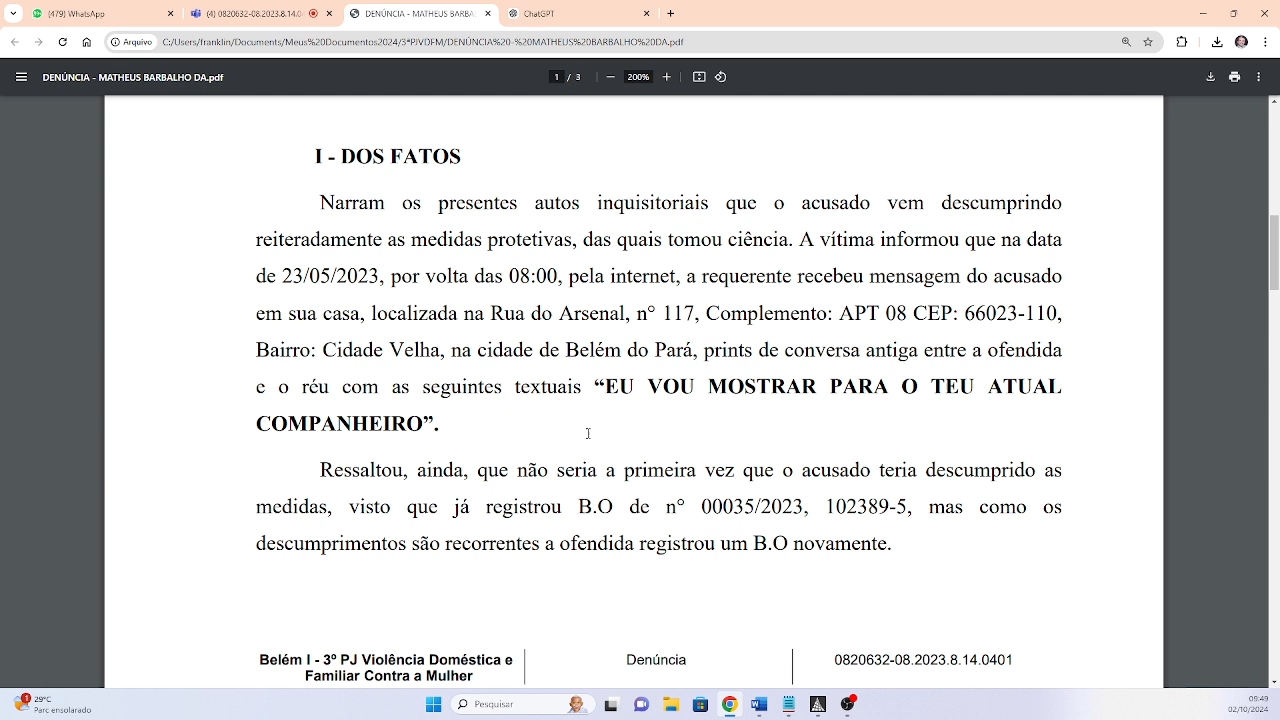 (479) WhatsApp
(4) 0820632-08.2023.8.14.0
DENÚNCIA - MATHEUS BARBA
ChatGPT
Arquivo
C:/Users/franklin/Documents/Meus%20Documentos2024/3*PJVDFM/DENÚNCIA%20-%20MATHEUS%20BARBALHO%20DA.pdf
DENÚNCIA - MATHEUS BARBALHO DA.pdf
1 / 3
200%
I - DOS FATOS
Narram os presentes autos inquisitoriais que o acusado vem descumprindo
reiteradamente as medidas protetivas, das quais tomou ciência. A vítima informou que na data
de 23/05/2023, por volta das 08:00, pela internet, a requerente recebeu mensagem do acusado
em sua casa, localizada na Rua do Arsenal, n° 117, Complemento: APT 08 CEP: 66023-110,
Bairro: Cidade Velha, na cidade de Belém do Pará, prints de conversa antiga entre a ofendida
e o réu com as seguintes textuais “EU VOU MOSTRAR PARA O TEU ATUAL
COMPANHEIRO”.
Ressaltou, ainda, que não seria a primeira vez que o acusado teria descumprido as
medidas, visto que já registrou B.O de n° 00035/2023, 102389-5, mas como os
descumprimentos são recorrentes a ofendida registrou um B.O novamente.
Belém I - 3º PJ Violência Doméstica e
Familiar Contra a Mulher
Denúncia
0820632-08.2023.8.14.0401
1
29°C
Parc ensolarado
Pesquisar
09:49
02/10/2024